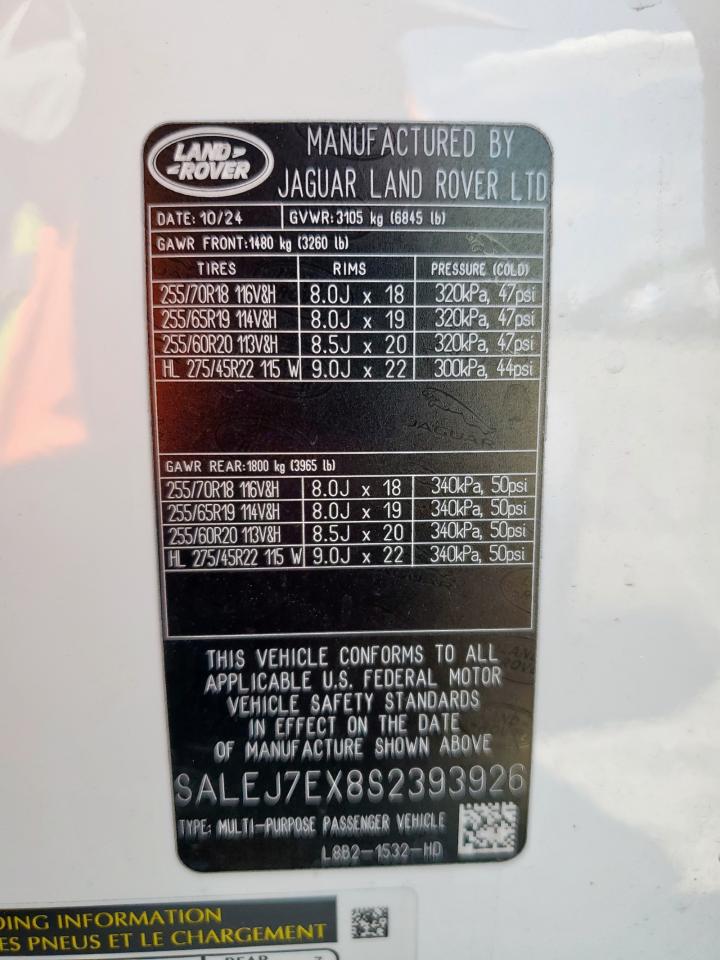 LAND
ROVER
MANUFACTURED BY
JAGUAR LAND ROVER LTD
DATE: 10/24 GVWR:3105 kg (6845 lb)
GAWR FRONT:1480 kg (3260 lb)
TIRES RIMS PRESSURE (COLD)
255/70R18 116V&H 8.0J x 18 320kPa, 47psi
255/65R19 114V&H 8.0J x 19 320kPa, 47psi
255/60R20 113V&H 8.5J x 20 320kPa, 47psi
HL 275/45R22 115 W 9.0J x 22 300kPa, 44psi
JAGUAR
GAWR REAR:1800 kg (3965 lb)
255/70R18 116V&H 8.0J x 18 340kPa, 50psi
255/65R19 114V&H 8.0J x 19 340kPa, 50psi
255/60R20 113V&H 8.5J x 20 340kPa, 50psi
HL 275/45R22 115 W 9.0J x 22 340kPa, 50psi
LAND
ROVER
THIS VEHICLE CONFORMS TO ALL
APPLICABLE U.S. FEDERAL MOTOR
VEHICLE SAFETY STANDARDS
IN EFFECT ON THE DATE
OF MANUFACTURE SHOWN ABOVE
SALEJ7EX8S2393926
TYPE: MULTI-PURPOSE PASSENGER VEHICLE
L8B2-1532-HD
DING INFORMATION
ES PNEUS ET LE CHARGEMENT